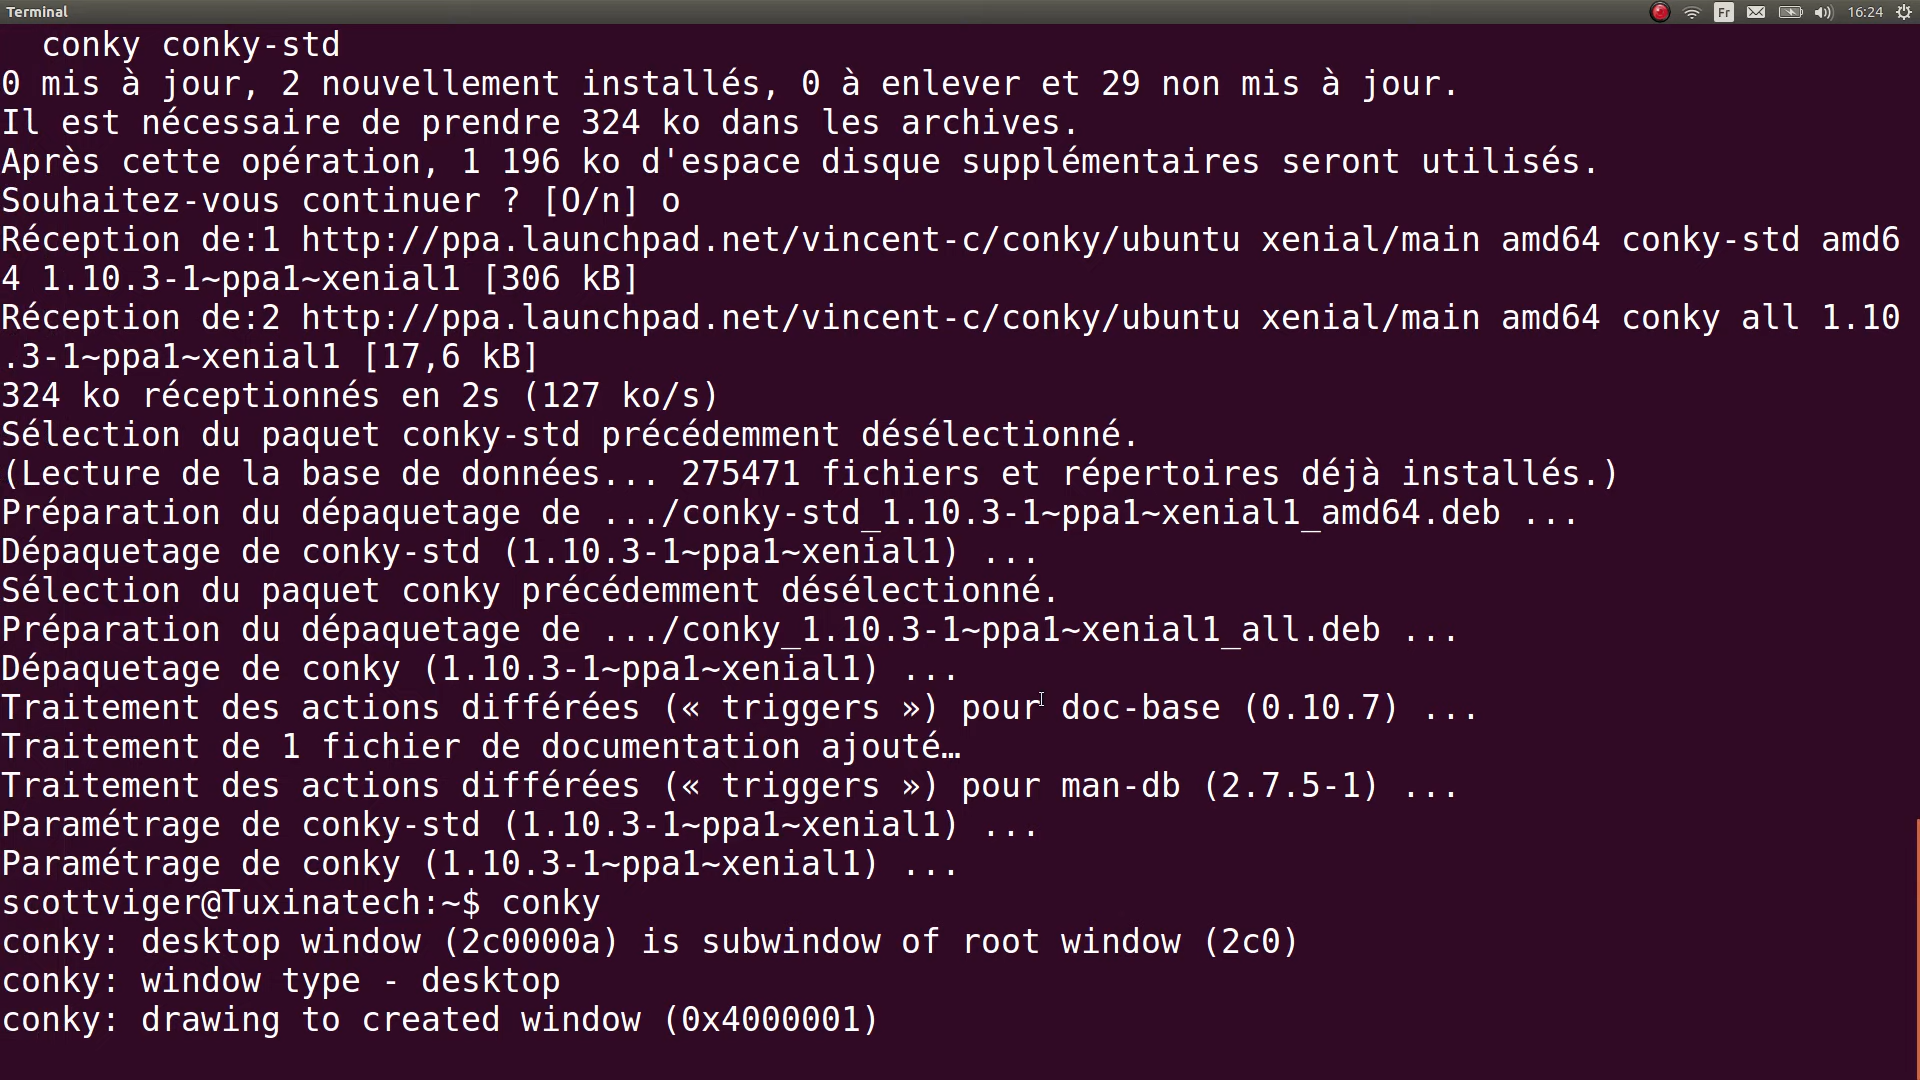 Terminal
Fr
16:24
conky conky-std
0 mis à jour, 2 nouvellement installés, 0 à enlever et 29 non mis à jour.
Il est nécessaire de prendre 324 ko dans les archives.
Après cette opération, 1 196 ko d'espace disque supplémentaires seront utilisés.
Souhaitez-vous continuer ? [O/n] o
Réception de:1 http://ppa.launchpad.net/vincent-c/conky/ubuntu xenial/main amd64 conky-std amd6
4 1.10.3-1~ppa1~xenial1 [306 kB]
Réception de:2 http://ppa.launchpad.net/vincent-c/conky/ubuntu xenial/main amd64 conky all 1.10
.3-1~ppa1~xenial1 [17,6 kB]
324 ko réceptionnés en 2s (127 ko/s)
Sélection du paquet conky-std précédemment désélectionné.
(Lecture de la base de données... 275471 fichiers et répertoires déjà installés.)
Préparation du dépaquetage de .../conky-std_1.10.3-1~ppa1~xenial1_amd64.deb ...
Dépaquetage de conky-std (1.10.3-1~ppa1~xenial1) ...
Sélection du paquet conky précédemment désélectionné.
Préparation du dépaquetage de .../conky_1.10.3-1~ppa1~xenial1_all.deb ...
Dépaquetage de conky (1.10.3-1~ppa1~xenial1) ...
Traitement des actions différées (« triggers ») pour doc-base (0.10.7) ...
Traitement de 1 fichier de documentation ajouté…
Traitement des actions différées (« triggers ») pour man-db (2.7.5-1) ...
Paramétrage de conky-std (1.10.3-1~ppa1~xenial1) ...
Paramétrage de conky (1.10.3-1~ppa1~xenial1) ...
scottviger@Tuxinatech:~$ conky
conky: desktop window (2c0000a) is subwindow of root window (2c0)
conky: window type - desktop
conky: drawing to created window (0x4000001)